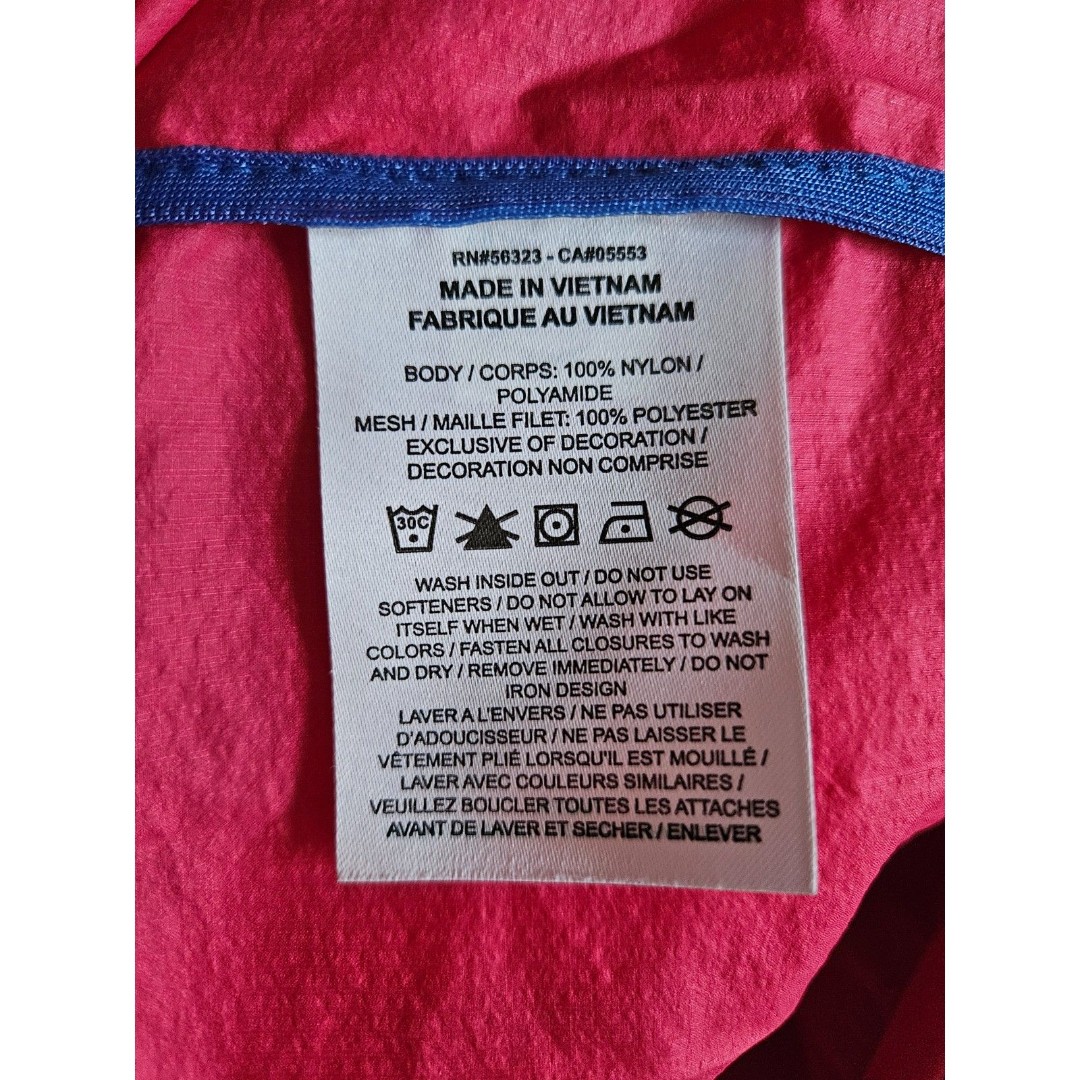 RN#56323 - CA#05553
MADE IN VIETNAM
FABRIQUE AU VIETNAM
BODY / CORPS: 100% NYLON /
POLYAMIDE
MESH / MAILLE FILET: 100% POLYESTER
EXCLUSIVE OF DECORATION /
DECORATION NON COMPRISE
30C
WASH INSIDE OUT / DO NOT USE
SOFTENERS / DO NOT ALLOW TO LAY ON
ITSELF WHEN WET / WASH WITH LIKE
COLORS / FASTEN ALL CLOSURES TO WASH
AND DRY / REMOVE IMMEDIATELY / DO NOT
IRON DESIGN
LAVER A L'ENVERS / NE PAS UTILISER
D'ADOUCISSEUR / NE PAS LAISSER LE
VÊTEMENT PLIÉ LORSQU'IL EST MOUILLÉ /
LAVER AVEC COULEURS SIMILAIRES /
VEUILLEZ BOUCLER TOUTES LES ATTACHES
AVANT DE LAVER ET SECHER / ENLEVER